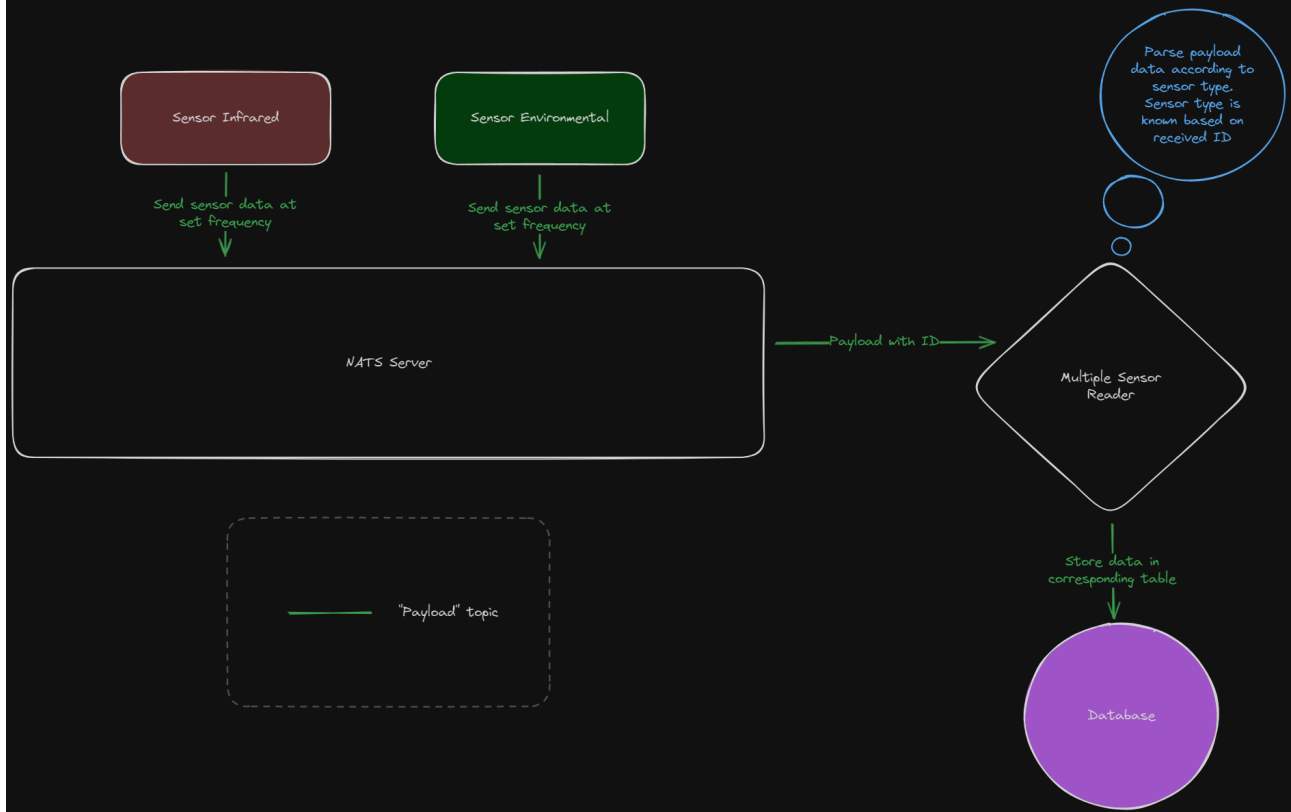 Parse payload
data according to
sensor type.
Sensor type is
known based on
received ID
Sensor Infrared
Sensor Environmental
Send sensor data at
set frequency
Send sensor data at
set frequency
NATS Server
Payload with ID
Multiple Sensor
Reader
Store data in
corresponding table
"Payload" topic
Database